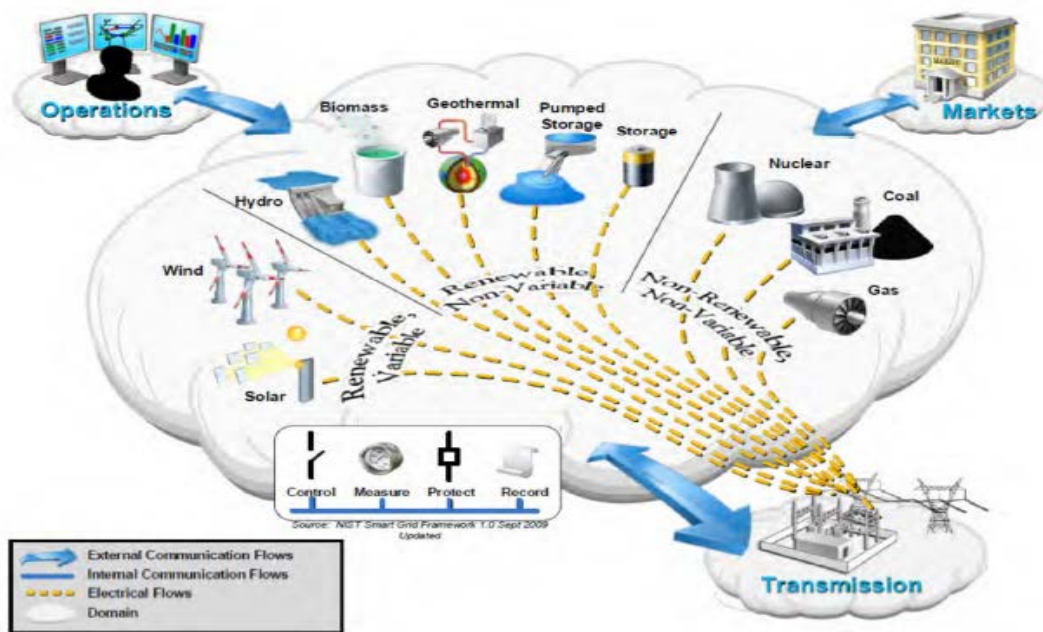 Operations
Markets
Biomass
Geothermal
Pumped
Storage
Storage
Nuclear
Coal
Hydro
Wind
Gas
Solar
Renewable,
Variable
Renewable,
Non-Variable
Non-Renewable,
Non-Variable
Control
Measure
Protect
Record
Source: NIST Smart Grid Framework 1.0 Sept 2009
Updated
Transmission
External Communication Flows
Internal Communication Flows
Electrical Flows
Domain